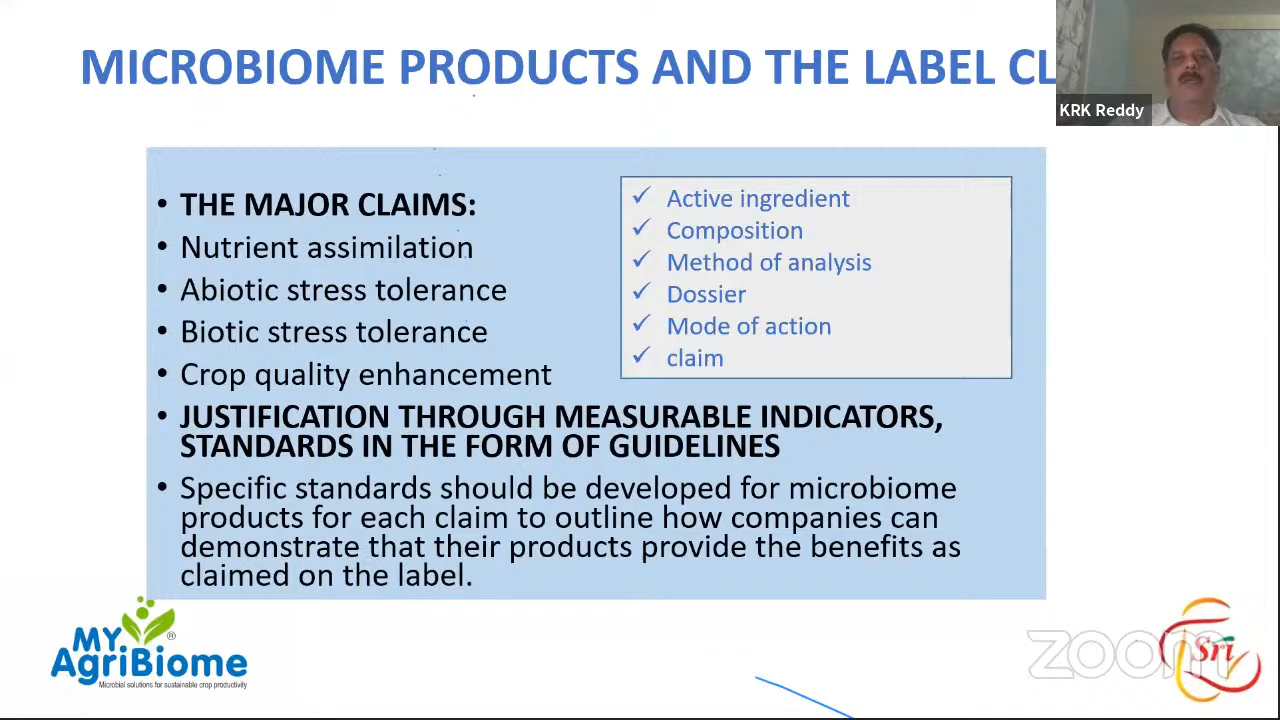 MICROBIOME PRODUCTS AND THE LABEL CL
KRK Reddy
• THE MAJOR CLAIMS:
• Nutrient assimilation
• Abiotic stress tolerance
• Biotic stress tolerance
• Crop quality enhancement
• JUSTIFICATION THROUGH MEASURABLE INDICATORS,
STANDARDS IN THE FORM OF GUIDELINES
• Specific standards should be developed for microbiome
products for each claim to outline how companies can
demonstrate that their products provide the benefits as
claimed on the label.
✓ Active ingredient
✓ Composition
✓ Method of analysis
✓ Dossier
✓ Mode of action
✓ claim
MY ®
AgriBiome
Microbial solutions for sustainable crop productivity
zoom
Sri